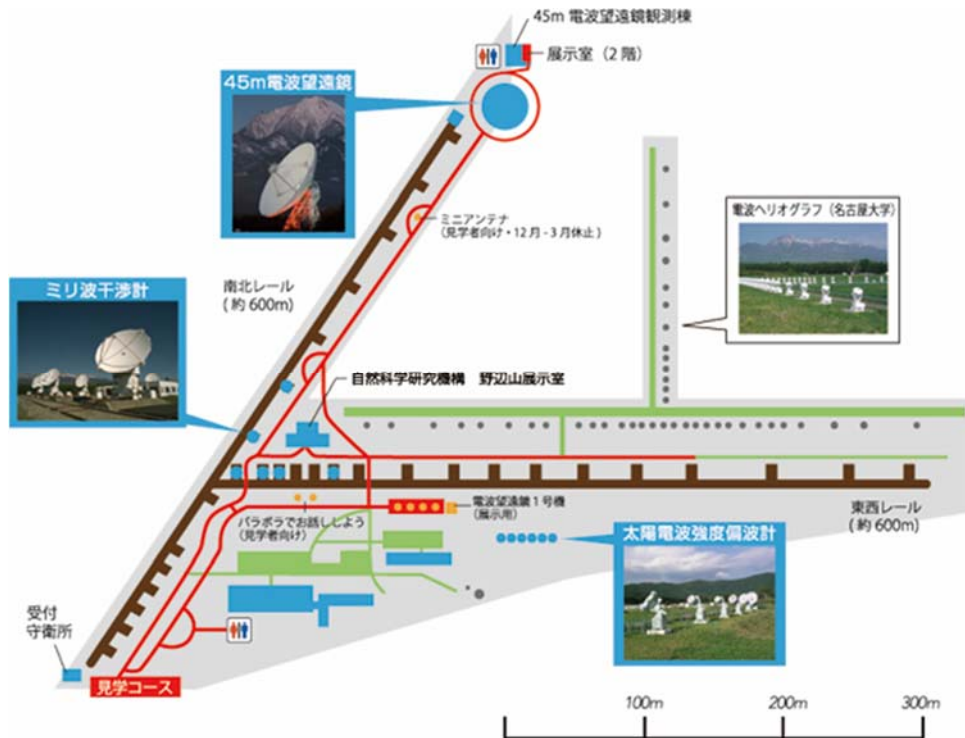 45m 電波望遠鏡観測棟
展示室（2 階）
45m電波望遠鏡
ミニアンテナ
（見学者向け・12 月 - 3 月休止 )
電波ヘリオグラフ（名古屋大学）
南北レール
( 約 600m)
ミリ波干渉計
自然科学研究機構　野辺山展示室
電波望遠鏡 1 号機
（展示用）
パラボラでお話ししよう
（見学者向け）
東西レール
( 約 600m)
太陽電波強度偏波計
受付
守衛所
見学コース
100m
200m
300m